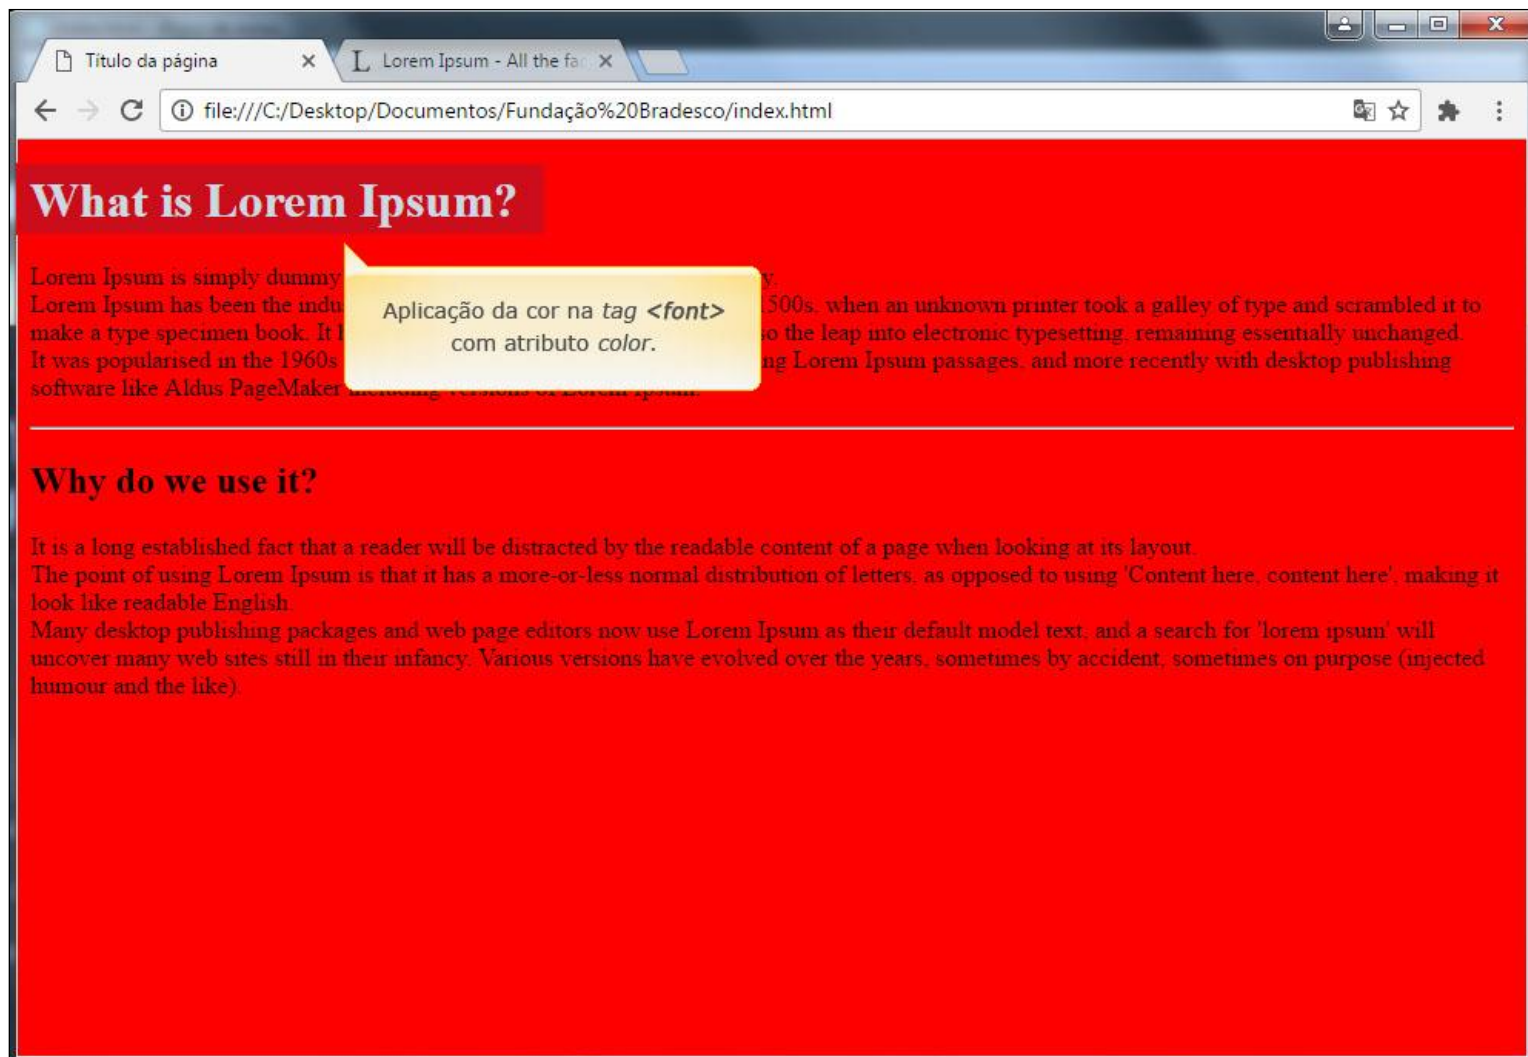 Título da página
L Lorem Ipsum - All the fa
file:///C:/Desktop/Documentos/Fundação%20Bradesco/index.html
What is Lorem Ipsum?
Lorem Ipsum is simply dummy y.
Lorem Ipsum has been the indu 1500s, when an unknown printer took a galley of type and scrambled it to
make a type specimen book. It so the leap into electronic typesetting, remaining essentially unchanged.
It was popularised in the 1960s ng Lorem Ipsum passages, and more recently with desktop publishing
software like Aldus PageMaker including versions of Lorem Ipsum.
Aplicação da cor na tag <font>
com atributo color.
Why do we use it?
It is a long established fact that a reader will be distracted by the readable content of a page when looking at its layout.
The point of using Lorem Ipsum is that it has a more-or-less normal distribution of letters, as opposed to using 'Content here, content here', making it
look like readable English.
Many desktop publishing packages and web page editors now use Lorem Ipsum as their default model text, and a search for 'lorem ipsum' will
uncover many web sites still in their infancy. Various versions have evolved over the years, sometimes by accident, sometimes on purpose (injected
humour and the like).